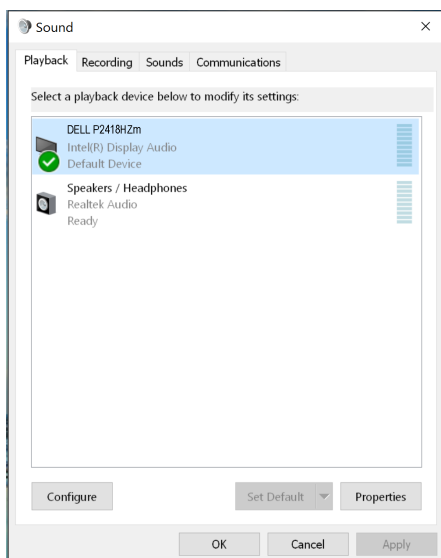 Sound
Playback Recording Sounds Communications
Select a playback device below to modify its settings:
DELL P2418HZm
Intel(R) Display Audio
Default Device
Speakers / Headphones
Realtek Audio
Ready
Configure Set Default Properties
OK Cancel Apply